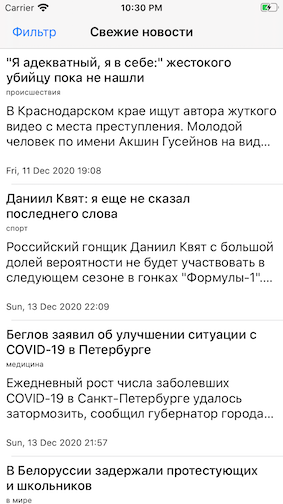 Carrier 10:30 PM
Фильтр Свежие новости
"Я адекватный, я в себе:" жестокого
убийцу пока не нашли
происшествия
В Краснодарском крае ищут автора жуткого
видео с места преступления. Молодой
человек по имени Акшин Гусейнов на вид...
Fri, 11 Dec 2020 19:08
Даниил Квят: я еще не сказал
последнего слова
спорт
Российский гонщик Даниил Квят с большой
долей вероятности не будет участвовать в
следующем сезоне в гонках "Формулы-1"....
Sun, 13 Dec 2020 22:09
Беглов заявил об улучшении ситуации с
COVID-19 в Петербурге
медицина
Ежедневный рост числа заболевших
COVID-19 в Санкт-Петербурге удалось
затормозить, сообщил губернатор города...
Sun, 13 Dec 2020 21:57
В Белоруссии задержали протестующих
и школьников
в мире